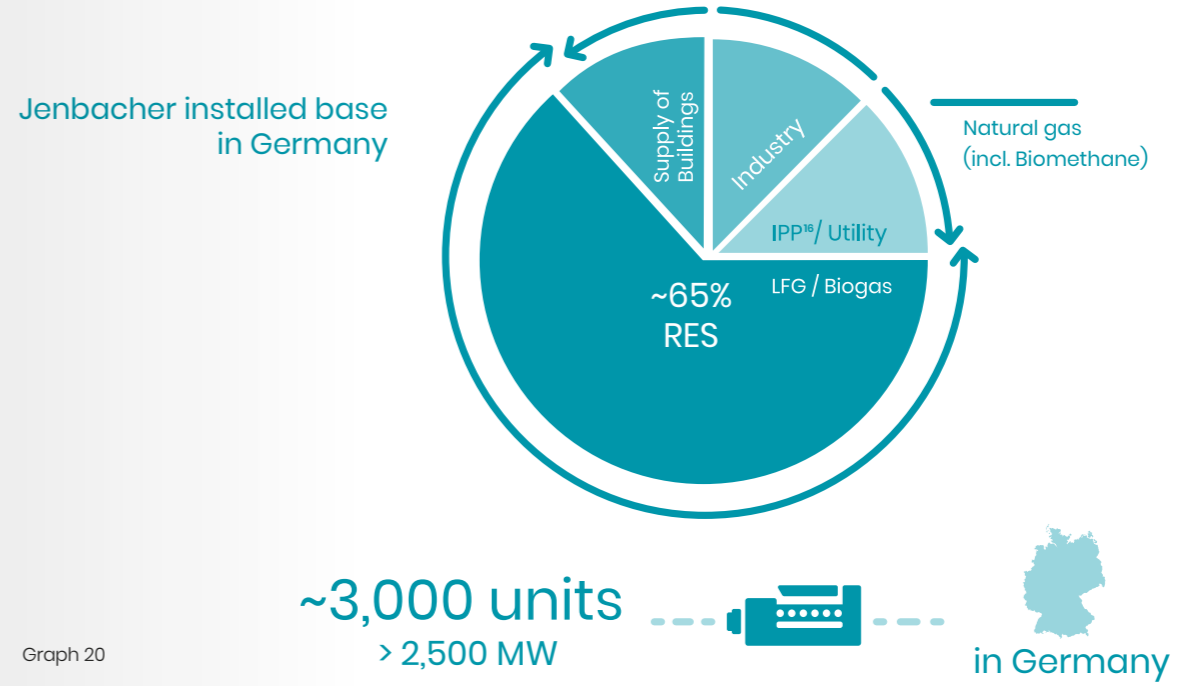 Jenbacher installed base
in Germany
Supply of
Buildings
Industry
IPP¹⁶/ Utility
LFG / Biogas
~65%
RES
Natural gas
(incl. Biomethane)
~3,000 units
> 2,500 MW
in Germany
Graph 20